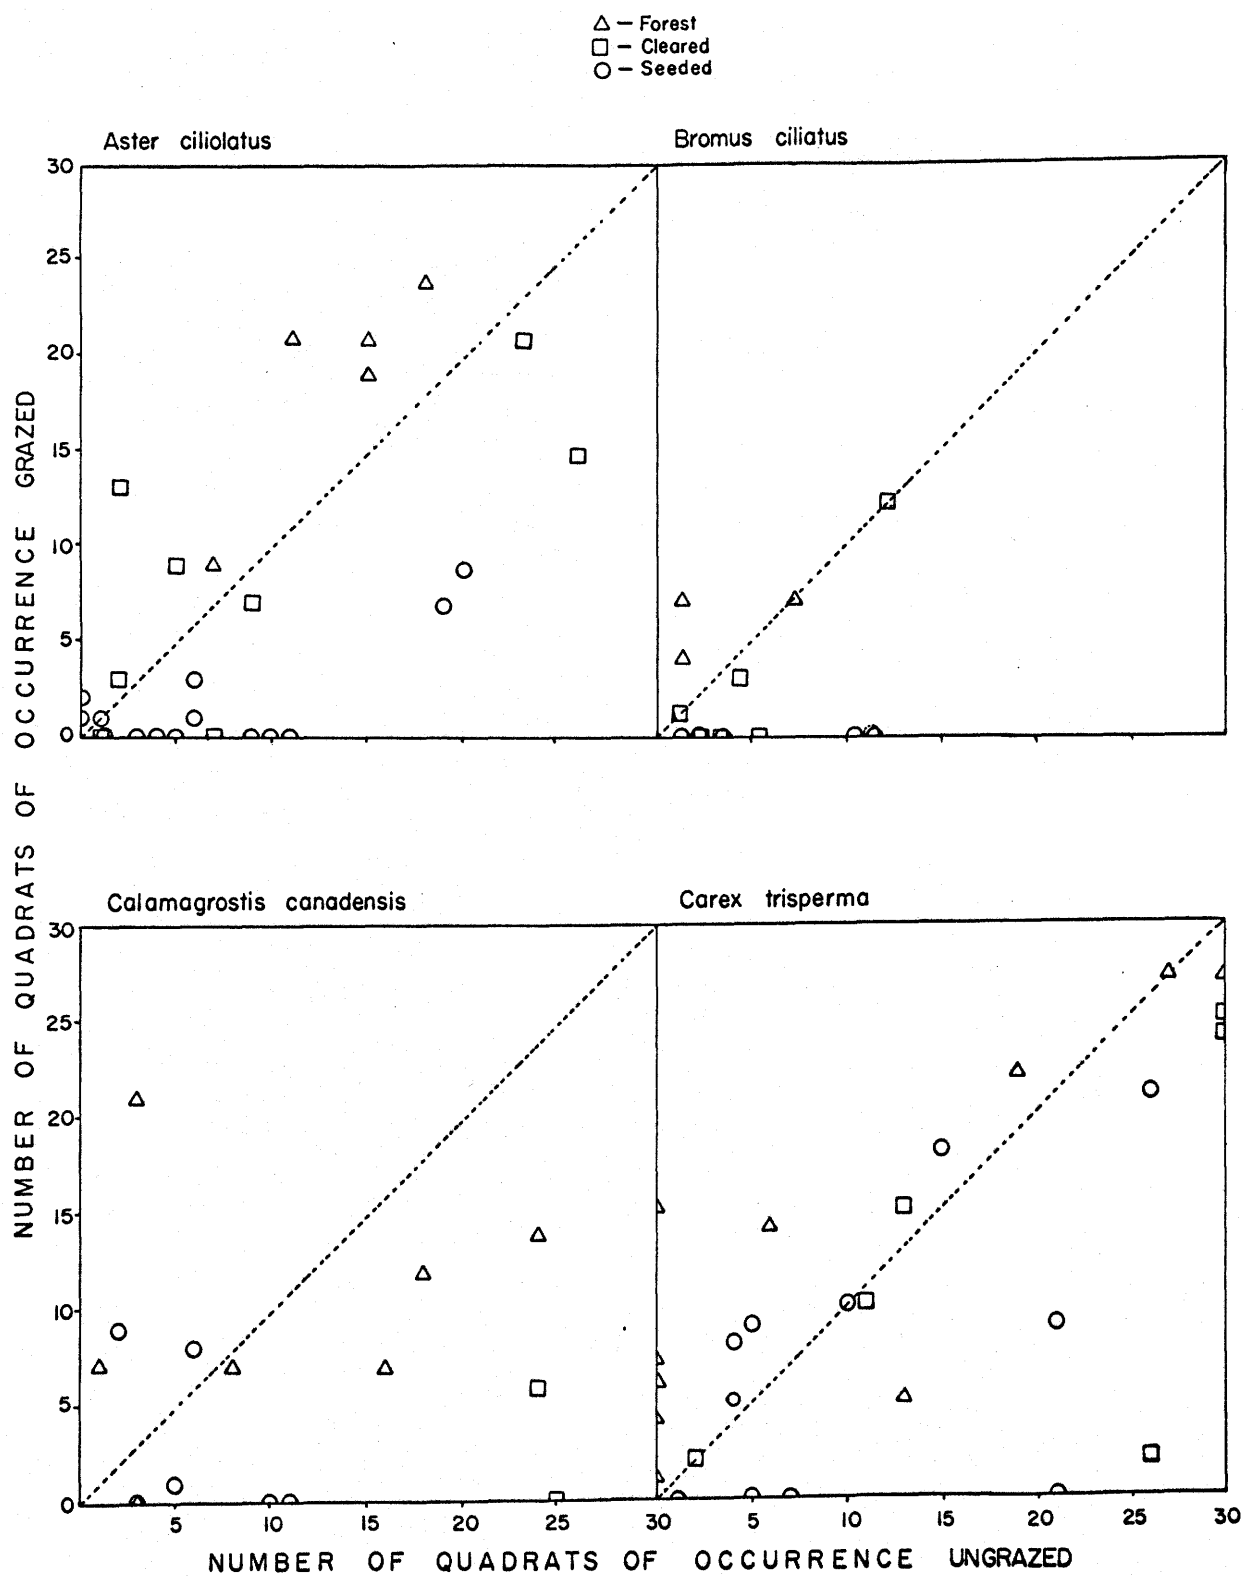 △ – Forest
□ – Cleared
○ – Seeded
Aster ciliolatus
Bromus ciliatus
30
25
20
15
10
5
0
Calamagrostis canadensis
Carex trisperma
30
25
20
15
10
5
0
5 10 15 20 25 30 5 10 15 20 25 30
NUMBER OF QUADRATS OF OCCURRENCE UNGRAZED
NUMBER OF QUADRATS OF OCCURRENCE GRAZED